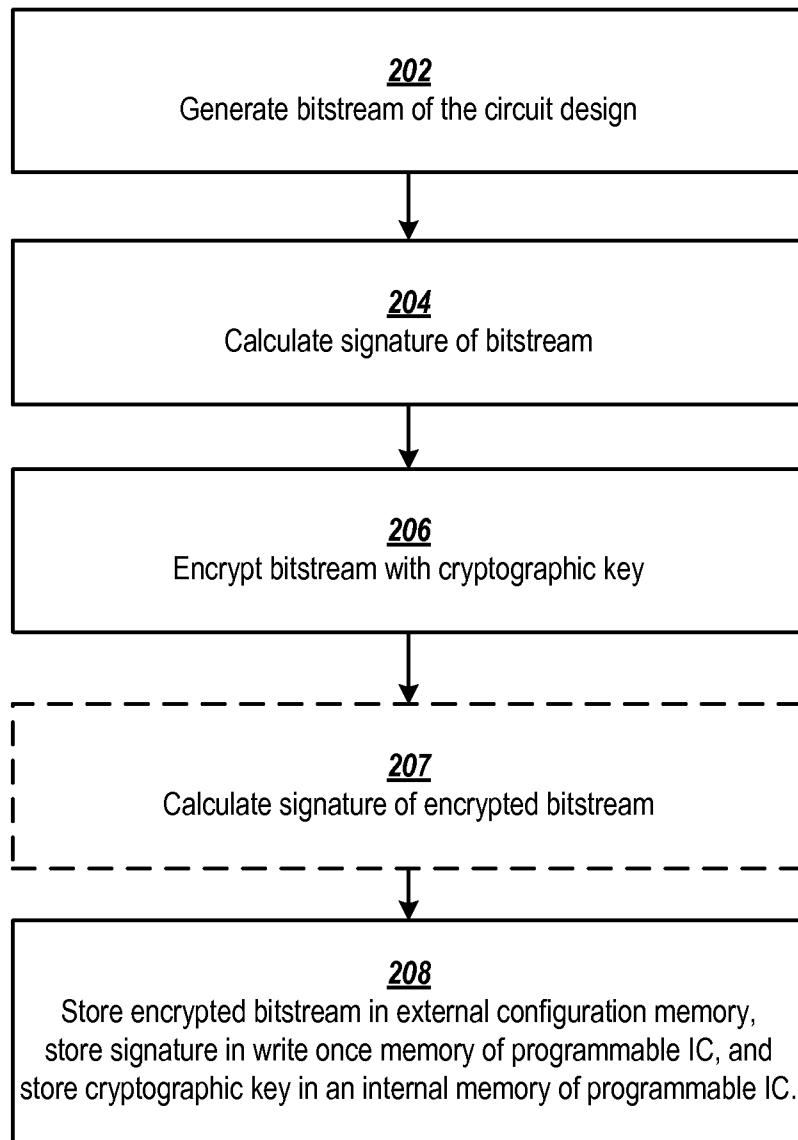 202
Generate bitstream of the circuit design
204
Calculate signature of bitstream
206
Encrypt bitstream with cryptographic key
207
Calculate signature of encrypted bitstream
208
Store encrypted bitstream in external configuration memory,
store signature in write once memory of programmable IC, and
store cryptographic key in an internal memory of programmable IC.